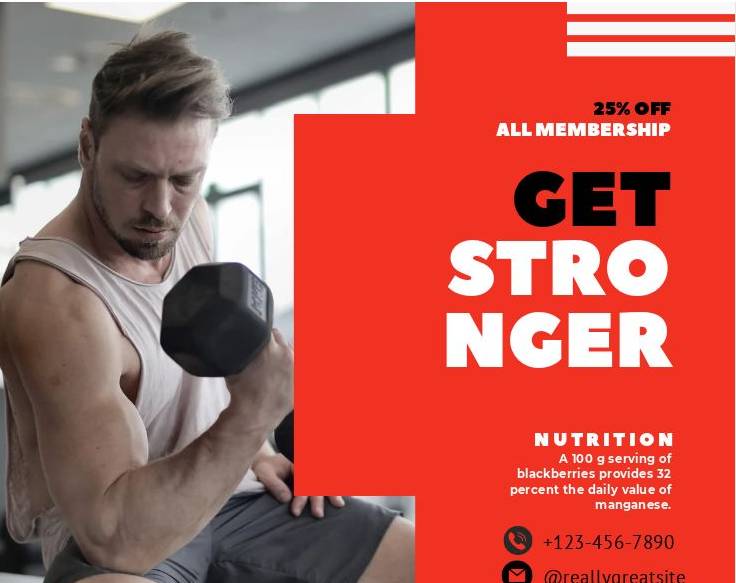 25% OFF
ALL MEMBERSHIP
GET
STRO
NGER
NUTRITION
A 100 g serving of
blackberries provides 32
percent the daily value of
manganese.
+123-456-7890
@reallygreatsite